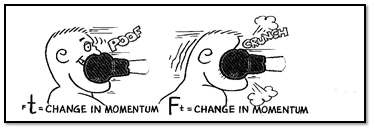 POOF
CRUNCH
Ft = CHANGE IN MOMENTUM
Ft = CHANGE IN MOMENTUM